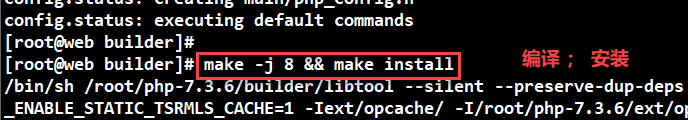 config.status: creating main/php_config.h
config.status: executing default commands
[root@web builder]#
[root@web builder]# make -j 8 && make install 编译； 安装
/bin/sh /root/php-7.3.6/builder/libtool --silent --preserve-dup-deps
_ENABLE_STATIC_TSRMLS_CACHE=1 -Iext/opcache/ -I/root/php-7.3.6/ext/op